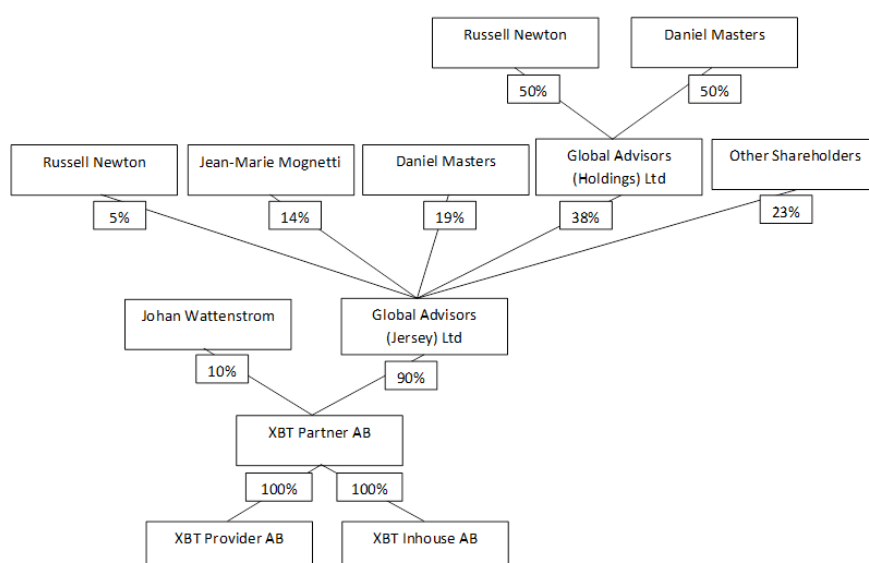 Russell Newton
Daniel Masters
50%
50%
Russell Newton
Jean-Marie Mognetti
Daniel Masters
Global Advisors
(Holdings) Ltd
Other Shareholders
5%
14%
19%
38%
23%
Johan Wattenstrom
Global Advisors
(Jersey) Ltd
10%
90%
XBT Partner AB
100%
100%
XBT Provider AB
XBT Inhouse AB